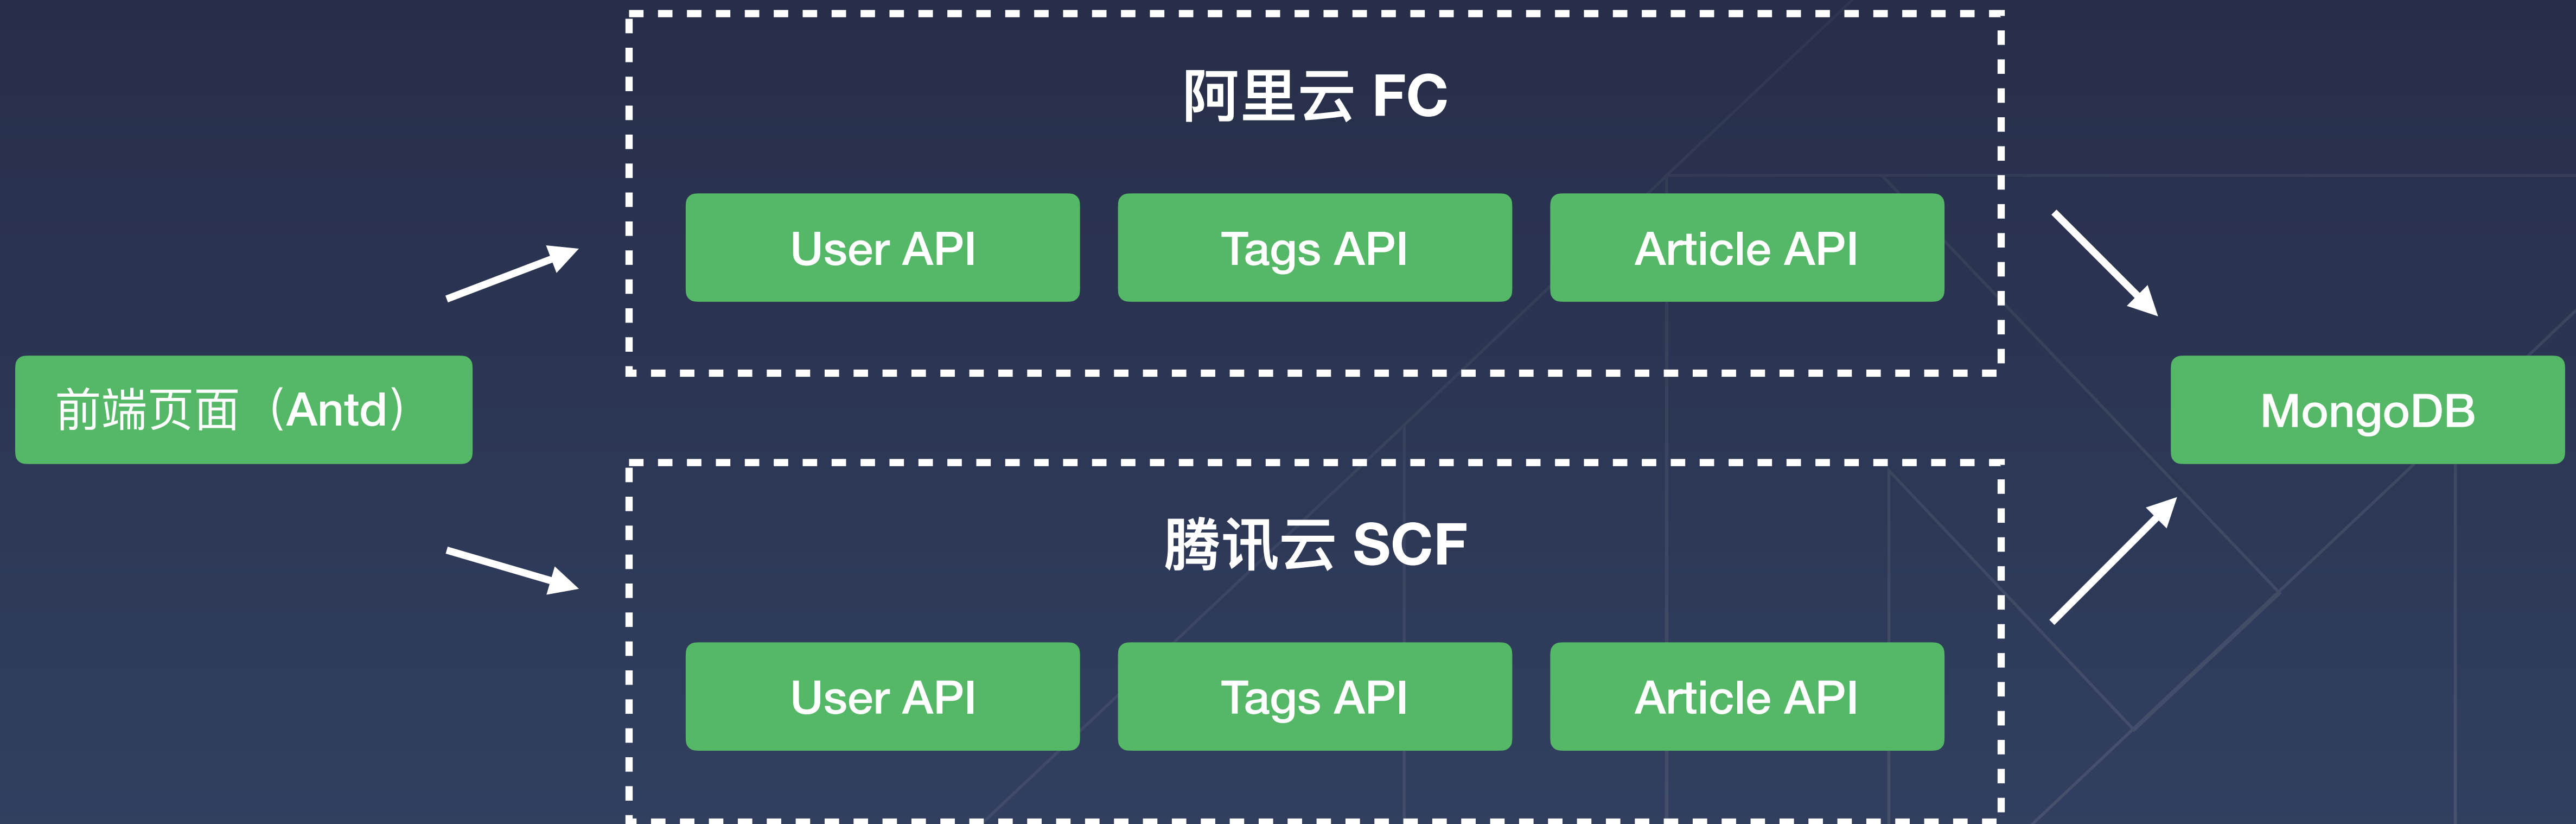 阿里云 FC
User API
Tags API
Article API
前端页面（Antd）
MongoDB
腾讯云 SCF
User API
Tags API
Article API